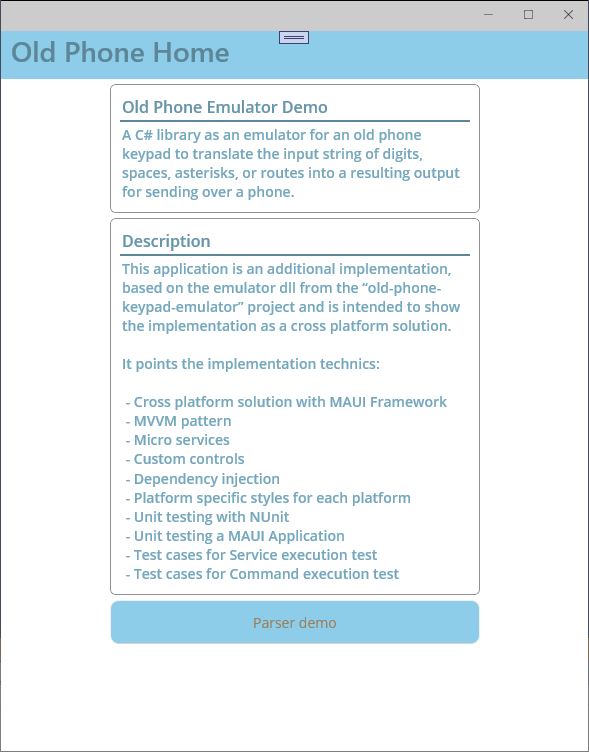 Old Phone Home
Old Phone Emulator Demo
A C# library as an emulator for an old phone
keypad to translate the input string of digits,
spaces, asterisks, or routes into a resulting output
for sending over a phone.
Description
This application is an additional implementation,
based on the emulator dll from the “old-phone-
keypad-emulator” project and is intended to show
the implementation as a cross platform solution.
It points the implementation technics:
- Cross platform solution with MAUI Framework
- MVVM pattern
- Micro services
- Custom controls
- Dependency injection
- Platform specific styles for each platform
- Unit testing with NUnit
- Unit testing a MAUI Application
- Test cases for Service execution test
- Test cases for Command execution test
Parser demo